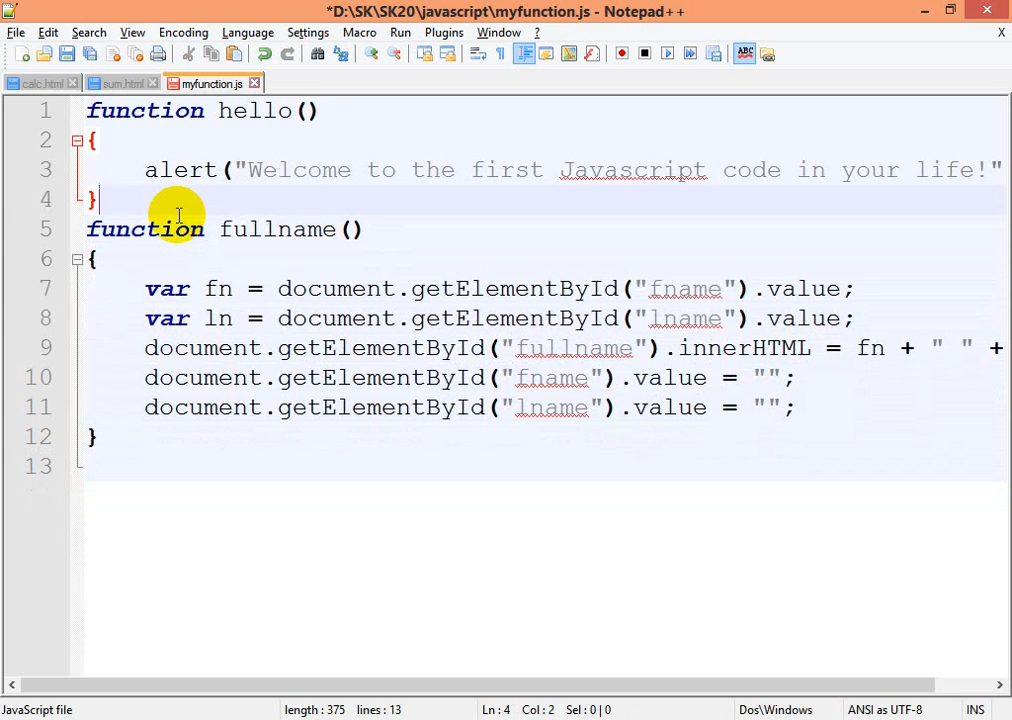 *D:\SK\SK20\javascript\myfunction.js - Notepad++
File Edit Search View Encoding Language Settings Macro Run Plugins Window ? X
calc.html sum.html myfunction.js
1 function hello()
2 {
3 alert("Welcome to the first Javascript code in your life!"
4 }
5 function fullname()
6 {
7 var fn = document.getElementById("fname").value;
8 var ln = document.getElementById("lname").value;
9 document.getElementById("fullname").innerHTML = fn + " " +
10 document.getElementById("fname").value = "";
11 document.getElementById("lname").value = "";
12 }
13
JavaScript file length : 375 lines : 13 Ln : 4 Col : 2 Sel : 0 | 0 Dos\Windows ANSI as UTF-8 INS